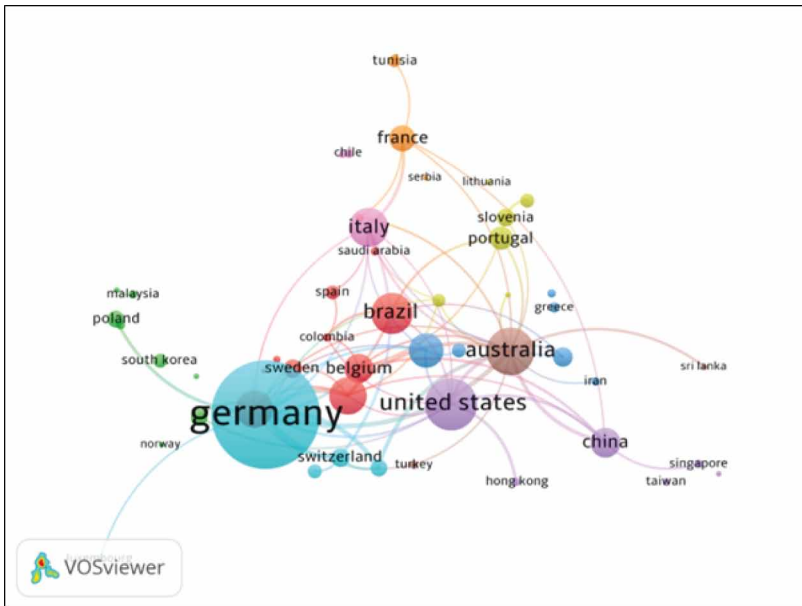 tunisia
france
chile
serbia
lithuania
slovenia
italy
portugal
saudi arabia
malaysia
spain
greece
poland
brazil
colombia
australia
south korea
sweden
belgium
sri lanka
iran
germany
united states
norway
china
switzerland
turkey
singapore
hong kong
taiwan
luxembourg
VOSviewer